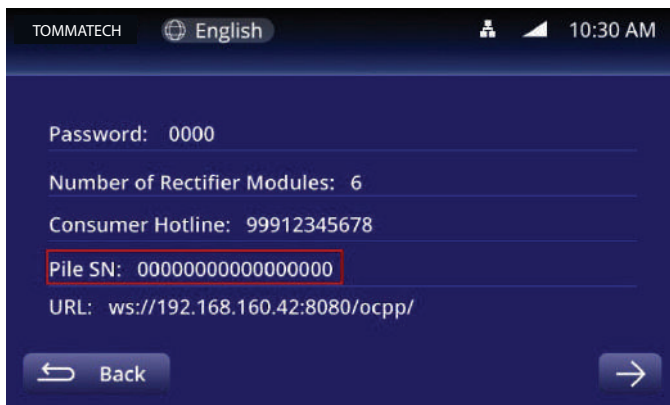 TOMMATECH English 10:30 AM
Password: 0000
Number of Rectifier Modules: 6
Consumer Hotline: 99912345678
Pile SN: 00000000000000000
URL: ws://192.168.160.42:8080/ocpp/
Back